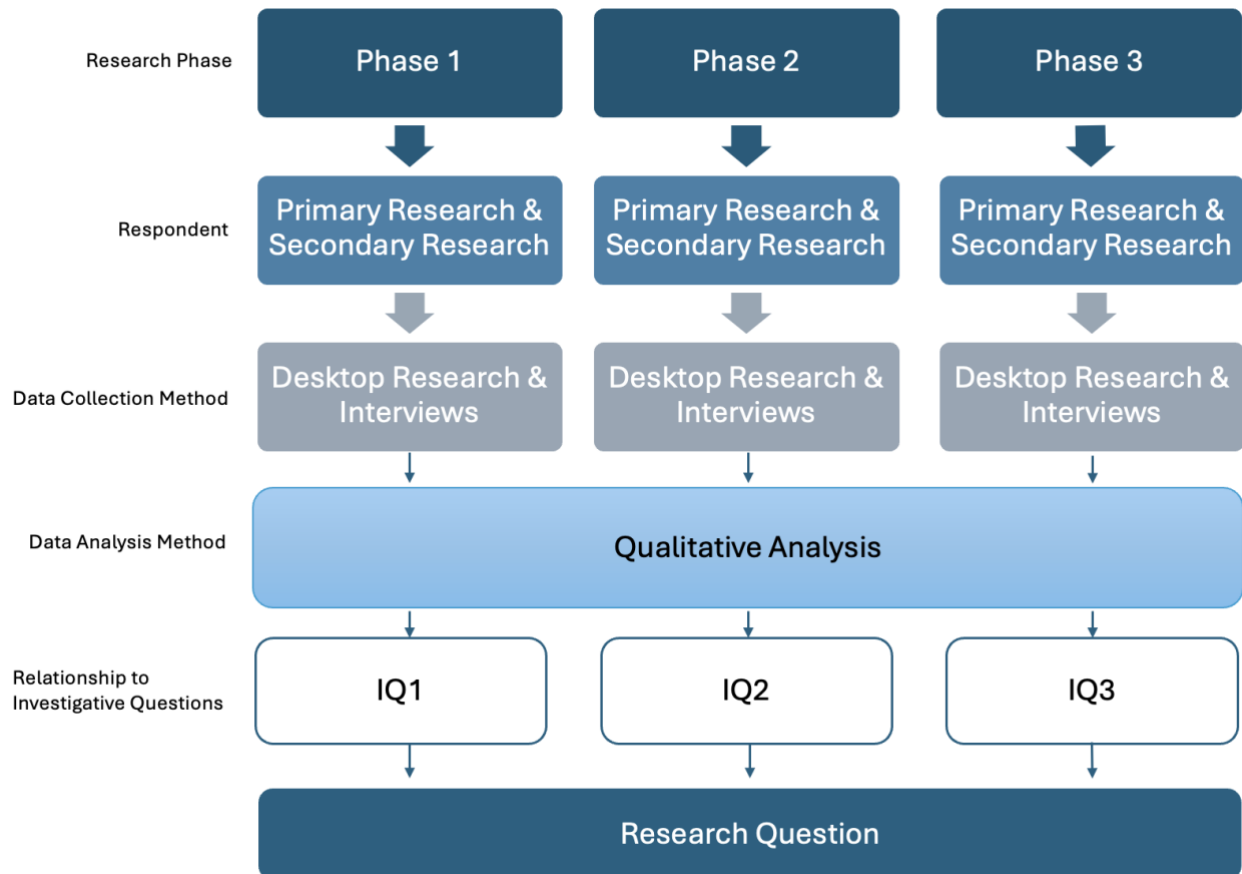 Research Phase
Phase 1
Phase 2
Phase 3
Respondent
Primary Research &
Secondary Research
Primary Research &
Secondary Research
Primary Research &
Secondary Research
Data Collection Method
Desktop Research &
Interviews
Desktop Research &
Interviews
Desktop Research &
Interviews
Data Analysis Method
Qualitative Analysis
Relationship to
Investigative Questions
IQ1
IQ2
IQ3
Research Question